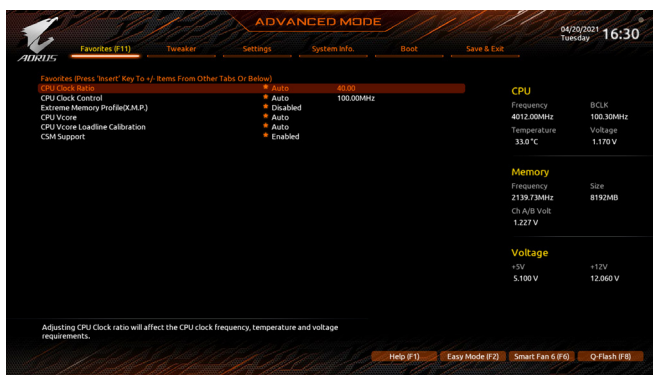 ADVANCED MODE
04/20/2021 Tuesday 16:30
AORUS
Favorites (F11) Tweaker Settings System Info. Boot Save & Exit
Favorites (Press 'Insert' Key To +/- Items From Other Tabs Or Below)
CPU Clock Ratio Auto 40.00
CPU Clock Control Auto 100.00MHz
Extreme Memory Profile(X.M.P.) Disabled
CPU Vcore Auto
CPU Vcore Loadline Calibration Auto
CSM Support Enabled
CPU
Frequency BCLK
4012.00MHz 100.30MHz
Temperature Voltage
33.0 °C 1.170 V
Memory
Frequency Size
2139.73MHz 8192MB
Ch A/B Volt
1.227 V
Voltage
+5V +12V
5.100 V 12.060 V
Adjusting CPU Clock ratio will affect the CPU clock frequency, temperature and voltage
requirements.
Help (F1) Easy Mode (F2) Smart Fan 6 (F6) Q-Flash (F8)